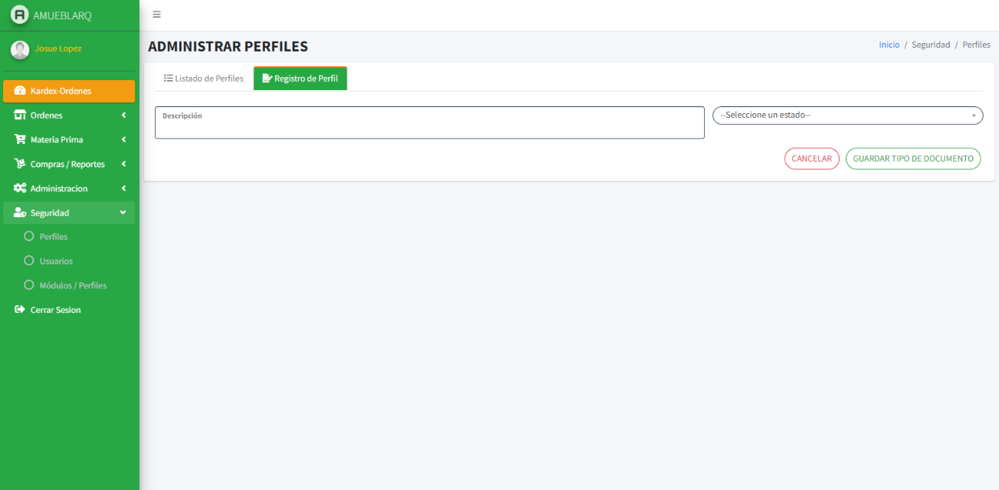 AMUEBLARQ
Josue Lopez
Kardex-Ordenes
Ordenes
Materia Prima
Compras / Reportes
Administracion
Seguridad
Perfiles
Usuarios
Módulos / Perfiles
Cerrar Sesion
ADMINISTRAR PERFILES
Inicio / Seguridad / Perfiles
Listado de Perfiles
Registro de Perfil
Descripción
--Seleccione un estado--
CANCELAR
GUARDAR TIPO DE DOCUMENTO